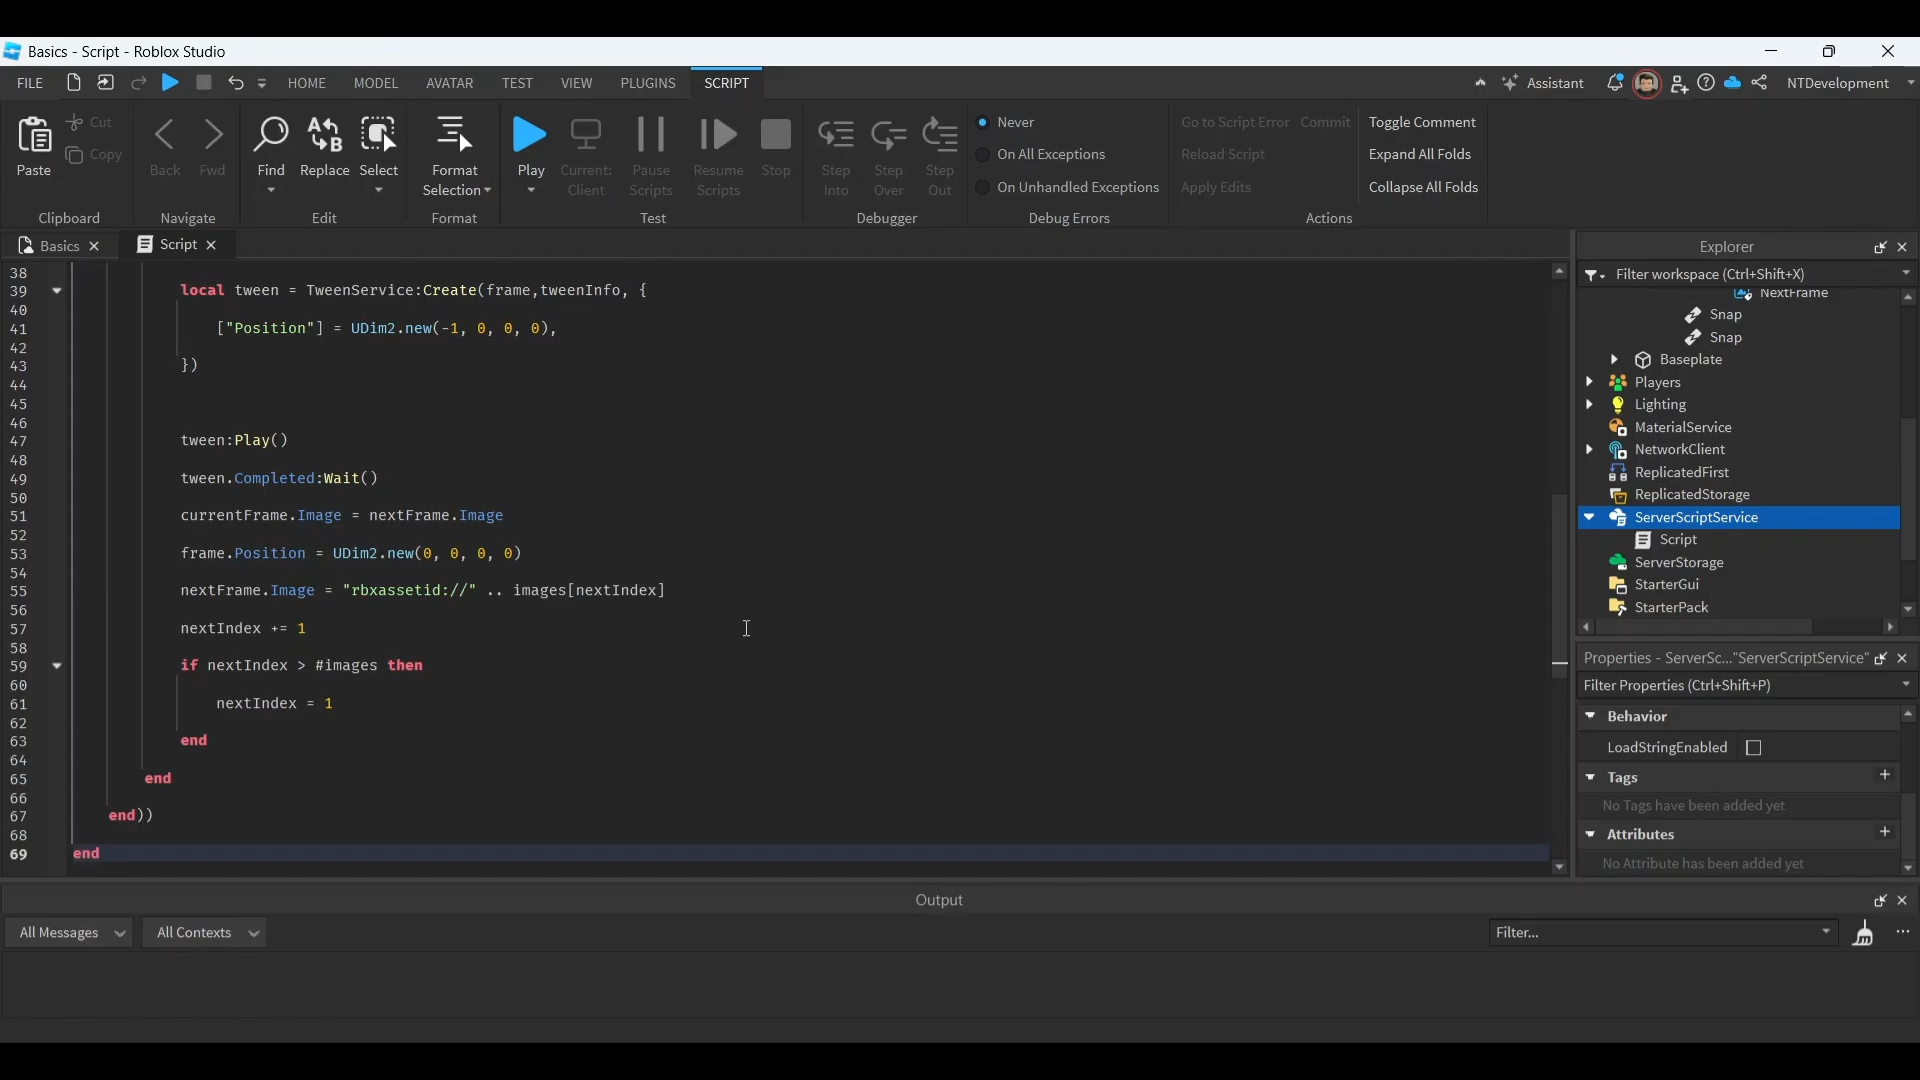 Basics - Script - Roblox Studio
FILE HOME MODEL AVATAR TEST VIEW PLUGINS SCRIPT Assistant NTDevelopment
Paste Cut Copy
Clipboard
Back Fwd
Navigate
Find Replace Select
Edit
Format Selection
Format
Play Current: Client Pause Scripts Resume Scripts Stop
Test
Step Into Step Over Step Out
Debugger
Never
On All Exceptions
On Unhandled Exceptions
Debug Errors
Go to Script Error Commit Toggle Comment
Reload Script Expand All Folds
Apply Edits Collapse All Folds
Actions
Basics Script
38
39 local tween = TweenService:Create(frame,tweenInfo, {
40
41 ["Position"] = UDim2.new(-1, 0, 0, 0),
42
43 })
44
45
46
47 tween:Play()
48
49 tween.Completed:Wait()
50
51 currentFrame.Image = nextFrame.Image
52
53 frame.Position = UDim2.new(0, 0, 0, 0)
54
55 nextFrame.Image = "rbxassetid://" .. images[nextIndex]
56
57 nextIndex += 1
58
59 if nextIndex > #images then
60
61 nextIndex = 1
62
63 end
64
65 end
66
67 end))
68
69 end
Explorer
Filter workspace (Ctrl+Shift+X)
NextFrame
Snap
Snap
Baseplate
Players
Lighting
MaterialService
NetworkClient
ReplicatedFirst
ReplicatedStorage
ServerScriptService
Script
ServerStorage
StarterGui
StarterPack
Properties - ServerSc..."ServerScriptService"
Filter Properties (Ctrl+Shift+P)
Behavior
LoadStringEnabled
Tags
No Tags have been added yet
Attributes
No Attribute has been added yet
Output
All Messages All Contexts Filter...